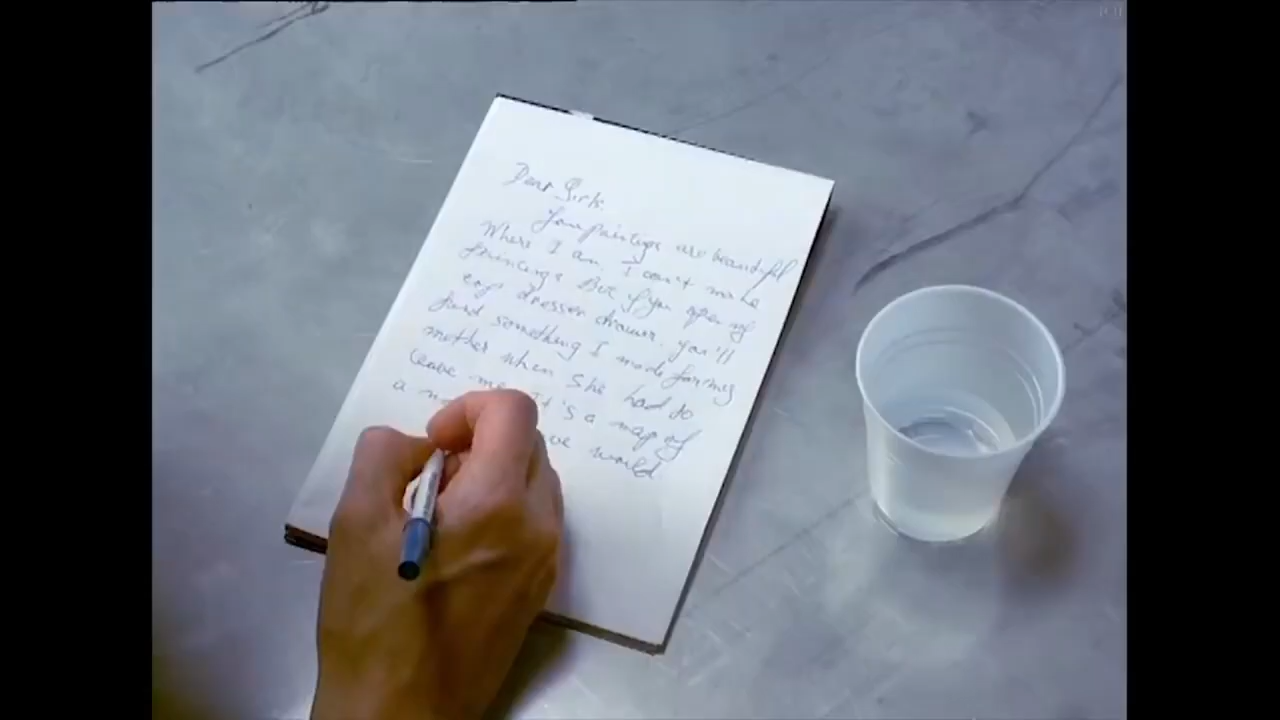 Dear Girls.
Your paintings are beautiful
Where I am, I can't make
paintings But if you open my
top dresser drawer, you'll
find something I made for my
mother when she had to
leave me. It's a map of
a world.